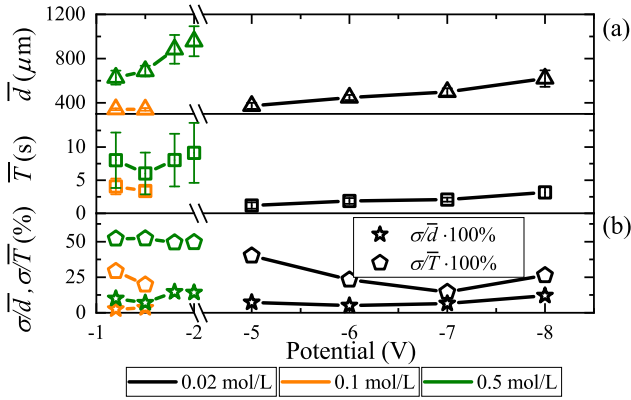 1200
800
400
d̅ (μm)
(a)
10
5
0
T̅ (s)
50
25
0
σ/d̅ ,σ/T̅ (%)
(b)
σ/d̅ ·100%
σ/T̅ ·100%
-1 -2 -5 -6 -7 -8
Potential (V)
0.02 mol/L 0.1 mol/L 0.5 mol/L